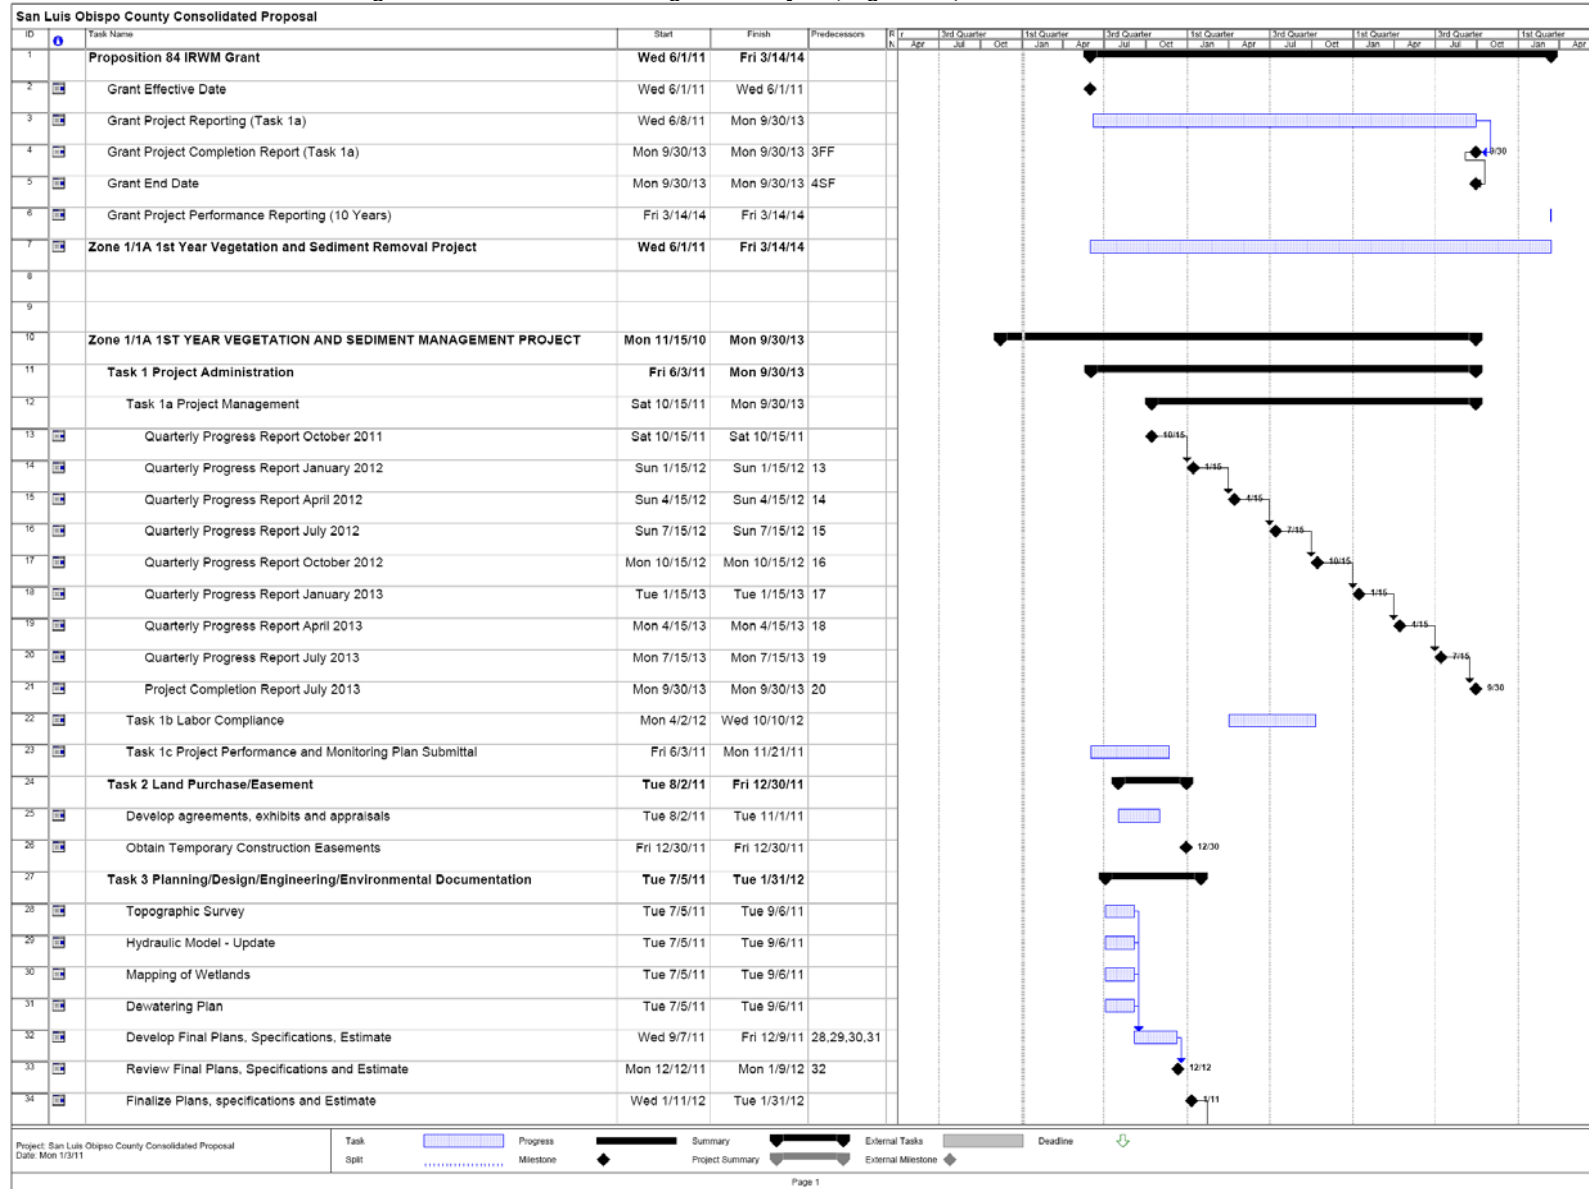 San Luis Obispo County Consolidated Proposal
ID Task Name Start Finish Predecessors R r 3rd Quarter 1st Quarter 3rd Quarter 1st Quarter 3rd Quarter 1st Quarter 3rd Quarter 1st Quarter
N Apr Jul Oct Jan Apr Jul Oct Jan Apr Jul Oct Jan Apr Jul Oct Jan Apr
1 Proposition 84 IRWM Grant Wed 6/1/11 Fri 3/14/14
2 Grant Effective Date Wed 6/1/11 Wed 6/1/11
3 Grant Project Reporting (Task 1a) Wed 6/8/11 Mon 9/30/13
4 Grant Project Completion Report (Task 1a) Mon 9/30/13 Mon 9/30/13 3FF 9/30
5 Grant End Date Mon 9/30/13 Mon 9/30/13 4SF
6 Grant Project Performance Reporting (10 Years) Fri 3/14/14 Fri 3/14/14
7 Zone 1/1A 1st Year Vegetation and Sediment Removal Project Wed 6/1/11 Fri 3/14/14
8
9
10 Zone 1/1A 1ST YEAR VEGETATION AND SEDIMENT MANAGEMENT PROJECT Mon 11/15/10 Mon 9/30/13
11 Task 1 Project Administration Fri 6/3/11 Mon 9/30/13
12 Task 1a Project Management Sat 10/15/11 Mon 9/30/13
13 Quarterly Progress Report October 2011 Sat 10/15/11 Sat 10/15/11 10/15
14 Quarterly Progress Report January 2012 Sun 1/15/12 Sun 1/15/12 13 1/15
15 Quarterly Progress Report April 2012 Sun 4/15/12 Sun 4/15/12 14 4/15
16 Quarterly Progress Report July 2012 Sun 7/15/12 Sun 7/15/12 15 7/15
17 Quarterly Progress Report October 2012 Mon 10/15/12 Mon 10/15/12 16 10/15
18 Quarterly Progress Report January 2013 Tue 1/15/13 Tue 1/15/13 17 1/15
19 Quarterly Progress Report April 2013 Mon 4/15/13 Mon 4/15/13 18 4/15
20 Quarterly Progress Report July 2013 Mon 7/15/13 Mon 7/15/13 19 7/15
21 Project Completion Report July 2013 Mon 9/30/13 Mon 9/30/13 20 9/30
22 Task 1b Labor Compliance Mon 4/2/12 Wed 10/10/12
23 Task 1c Project Performance and Monitoring Plan Submittal Fri 6/3/11 Mon 11/21/11
24 Task 2 Land Purchase/Easement Tue 8/2/11 Fri 12/30/11
25 Develop agreements, exhibits and appraisals Tue 8/2/11 Tue 11/1/11
26 Obtain Temporary Construction Easements Fri 12/30/11 Fri 12/30/11 12/30
27 Task 3 Planning/Design/Engineering/Environmental Documentation Tue 7/5/11 Tue 1/31/12
28 Topographic Survey Tue 7/5/11 Tue 9/6/11
29 Hydraulic Model - Update Tue 7/5/11 Tue 9/6/11
30 Mapping of Wetlands Tue 7/5/11 Tue 9/6/11
31 Dewatering Plan Tue 7/5/11 Tue 9/6/11
32 Develop Final Plans, Specifications, Estimate Wed 9/7/11 Fri 12/9/11 28,29,30,31
33 Review Final Plans, Specifications and Estimate Mon 12/12/11 Mon 1/9/12 32 12/12
34 Finalize Plans, specifications and Estimate Wed 1/11/12 Tue 1/31/12 1/11
Project: San Luis Obipso County Consolidated Proposal
Date: Mon 1/3/11
Task Progress Summary External Tasks Deadline
Split Milestone Project Summary External Milestone
Page 1